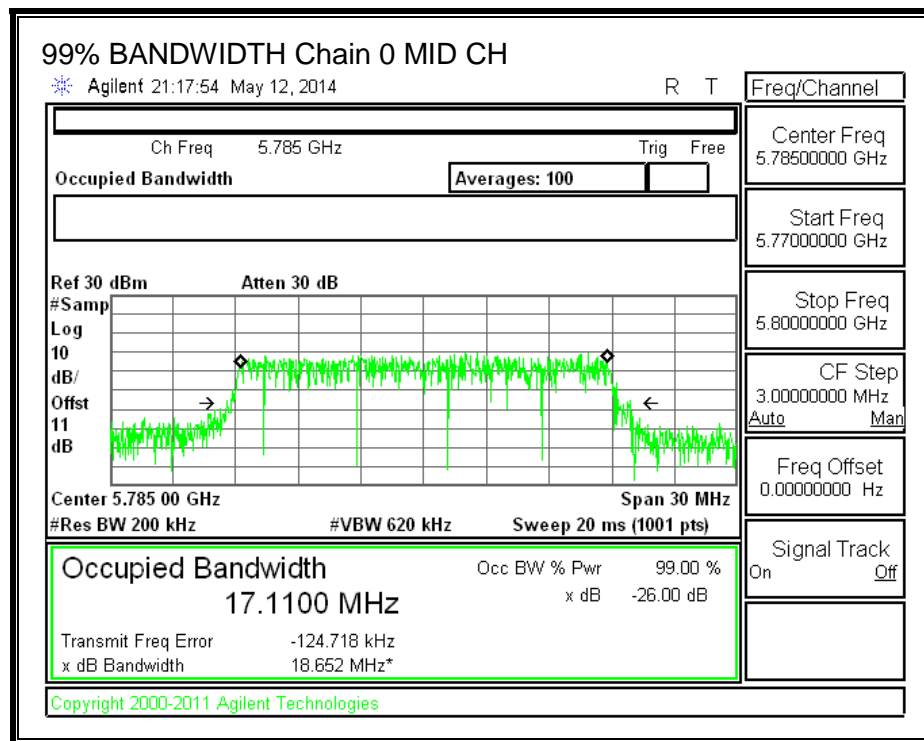 99% BANDWIDTH Chain 0 MID CH
Agilent 21:17:54 May 12, 2014 R T
Freq/Channel
Ch Freq 5.785 GHz Trig Free
Occupied Bandwidth Averages: 100
Center Freq
5.78500000 GHz
Start Freq
5.77000000 GHz
Stop Freq
5.80000000 GHz
CF Step
3.00000000 MHz
Auto Man
Freq Offset
0.00000000 Hz
Signal Track
On Off
Ref 30 dBm Atten 30 dB
#Samp
Log
10
dB/
Offst
11
dB
Center 5.785 00 GHz Span 30 MHz
#Res BW 200 kHz #VBW 620 kHz Sweep 20 ms (1001 pts)
Occupied Bandwidth Occ BW % Pwr 99.00 %
17.1100 MHz x dB -26.00 dB
Transmit Freq Error -124.718 kHz
x dB Bandwidth 18.652 MHz*
Copyright 2000-2011 Agilent Technologies